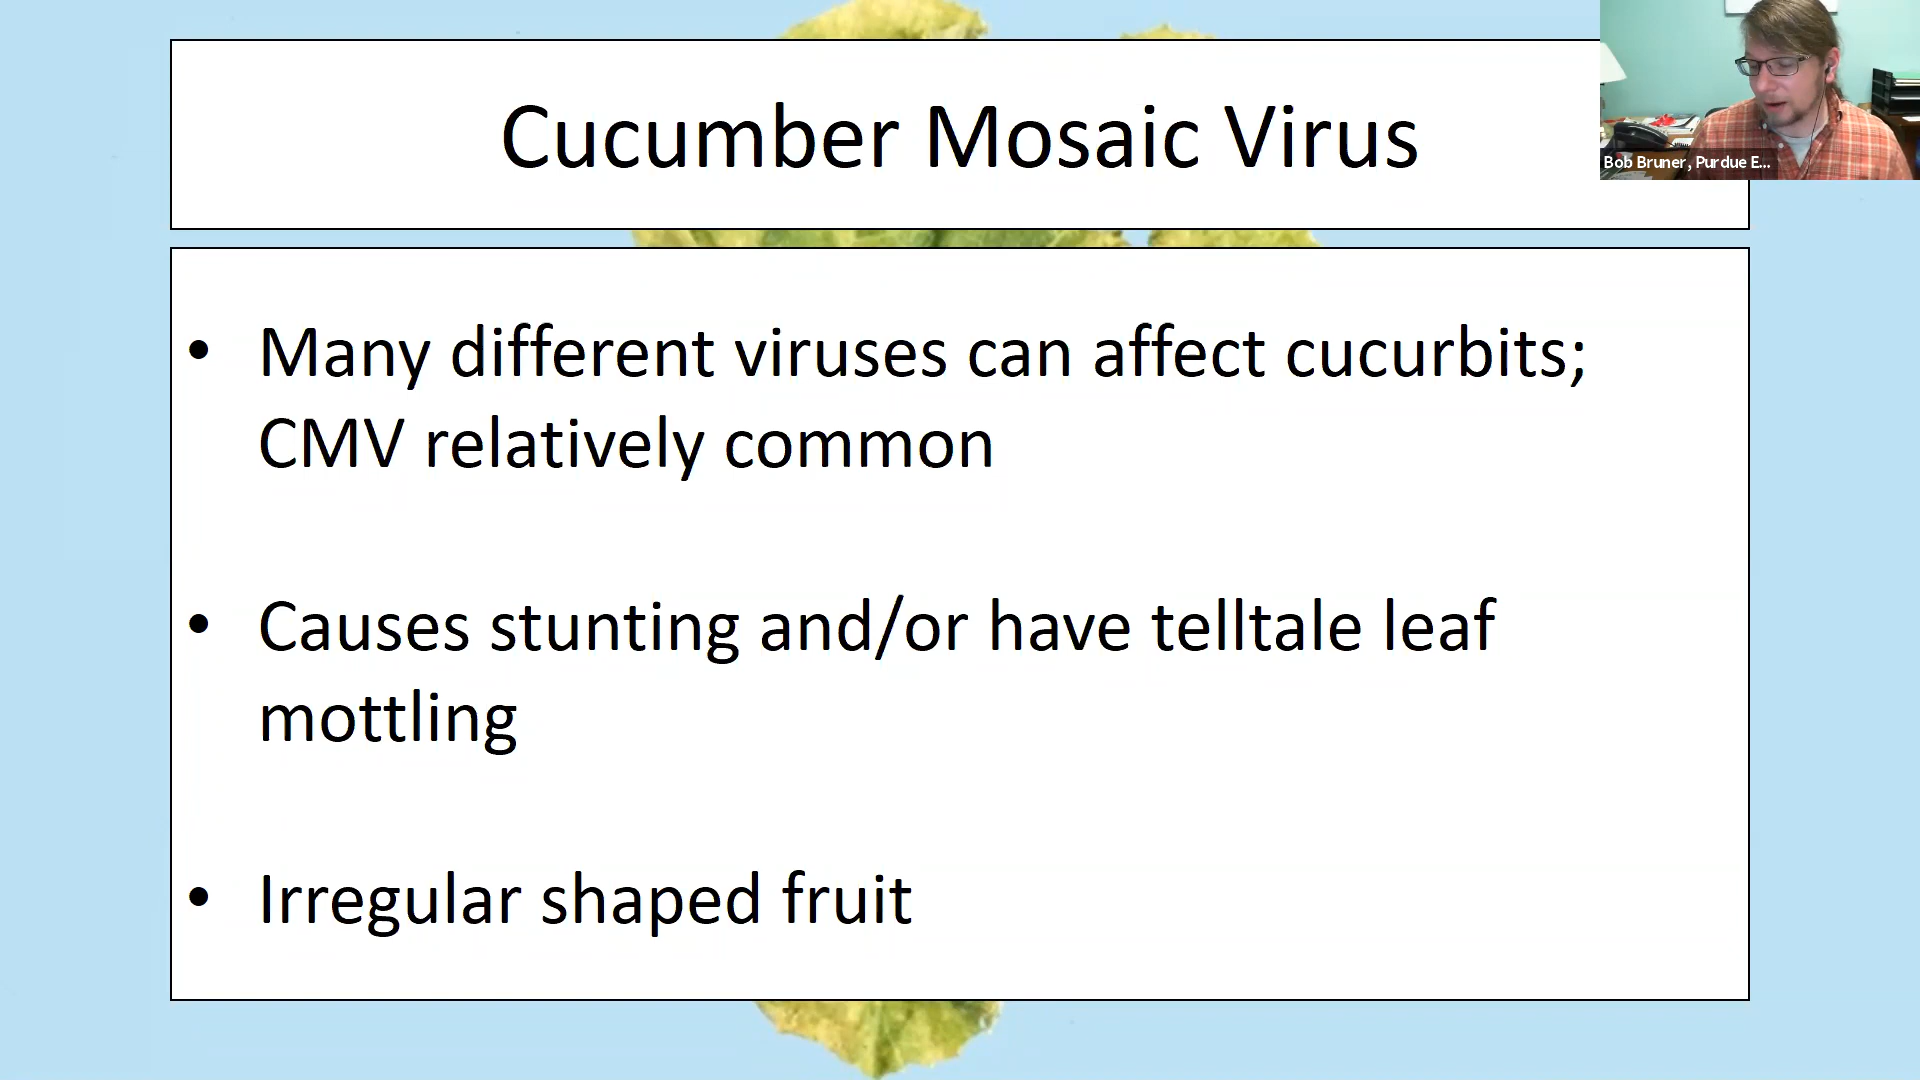 Cucumber Mosaic Virus
Bob Bruner, Purdue E...
• Many different viruses can affect cucurbits;
CMV relatively common
• Causes stunting and/or have telltale leaf
mottling
• Irregular shaped fruit